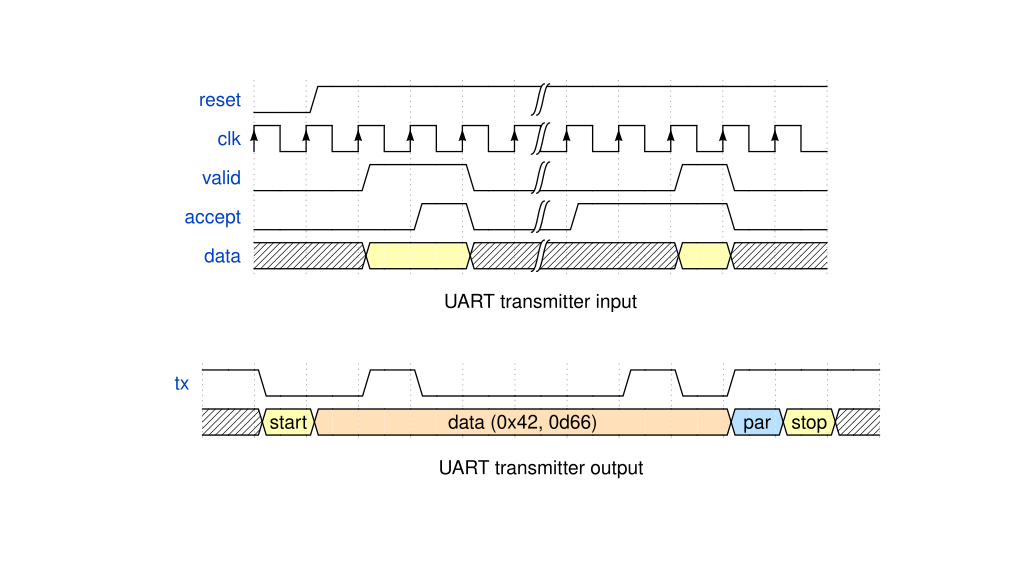 reset
clk
valid
accept
data
UART transmitter input
tx
start data (0x42, 0d66) par stop
UART transmitter output